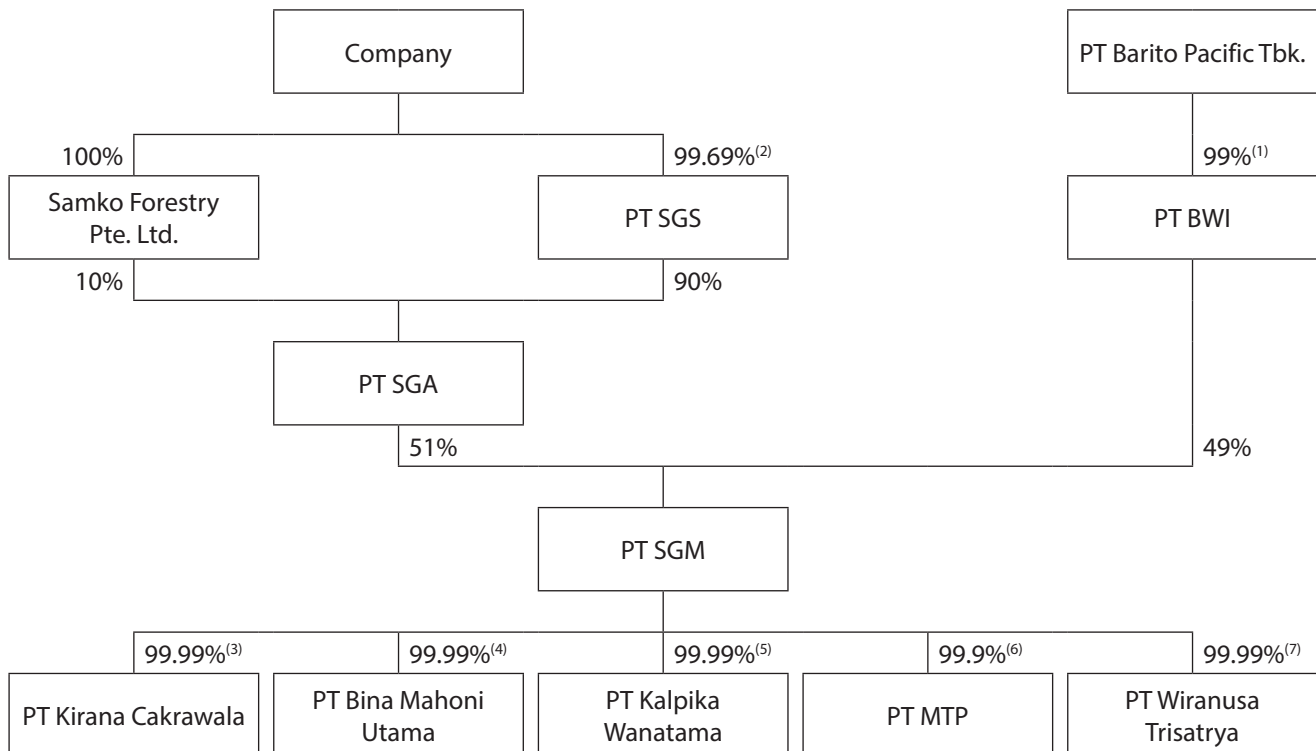 Company
PT Barito Pacific Tbk.
100%
99.69%(2)
99%(1)
Samko Forestry
Pte. Ltd.
PT SGS
PT BWI
10%
90%
PT SGA
51%
49%
PT SGM
99.99%(3)
99.99%(4)
99.99%(5)
99.9%(6)
99.99%(7)
PT Kirana Cakrawala
PT Bina Mahoni
Utama
PT Kalpika
Wanatama
PT MTP
PT Wiranusa
Trisatrya